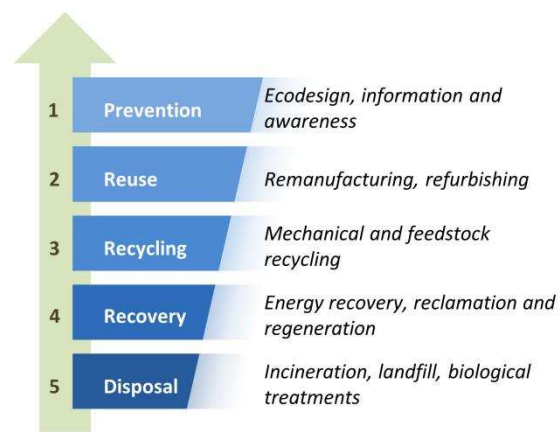 1 Prevention Ecodesign, information and
awareness
2 Reuse Remanufacturing, refurbishing
3 Recycling Mechanical and feedstock
recycling
4 Recovery Energy recovery, reclamation and
regeneration
5 Disposal Incineration, landfill, biological
treatments